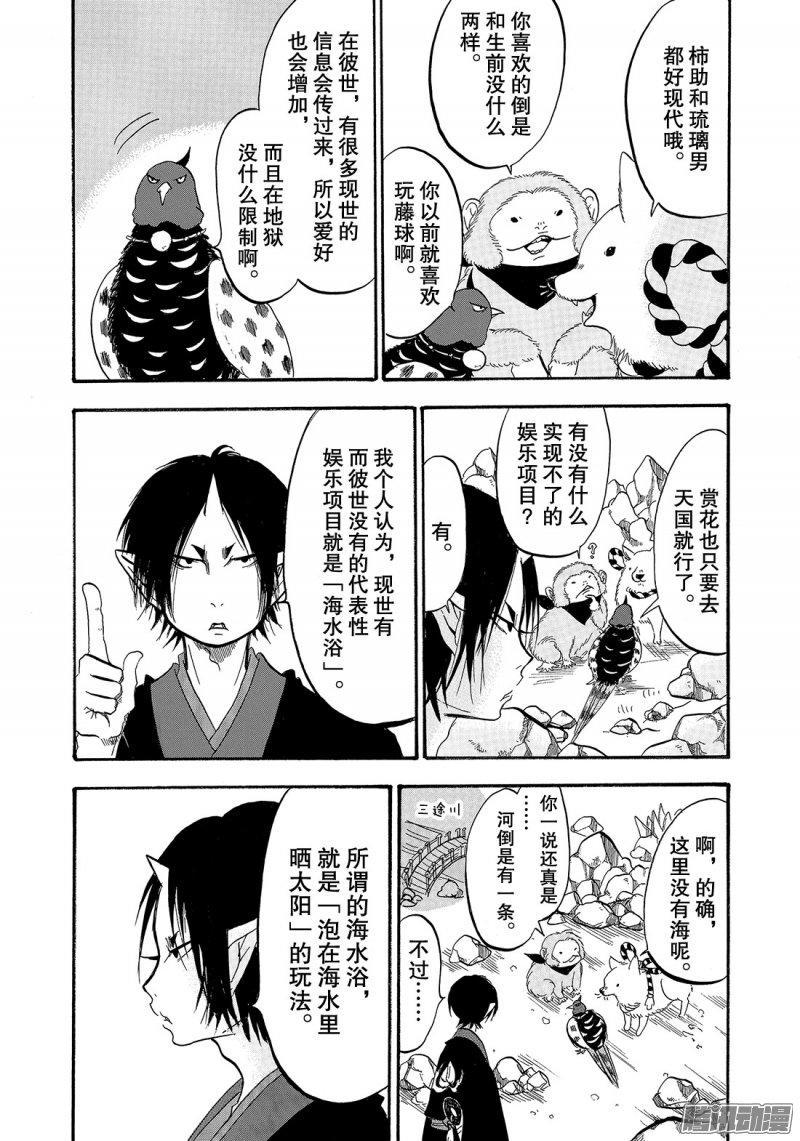 柿助和琉璃男
都好现代哦。
你喜欢的倒是
和生前没什么
两样。
你以前就喜欢
玩藤球啊。
在彼世，有很多现世的
信息会传过来，所以爱好
也会增加，
而且在地狱
没什么限制啊。
赏花也只要去
天国就行了。
有没有什么
实现不了的
娱乐项目？
?
有。
我个人认为，现世有
而彼世没有的代表性
娱乐项目就是「海水浴」。
啊，的确，
这里没有海呢。
你一说还真是
……
河倒是有一条。
三途川
不过……
所谓的海水浴，
就是「泡在海水里
晒太阳」的玩法。
腾讯动漫